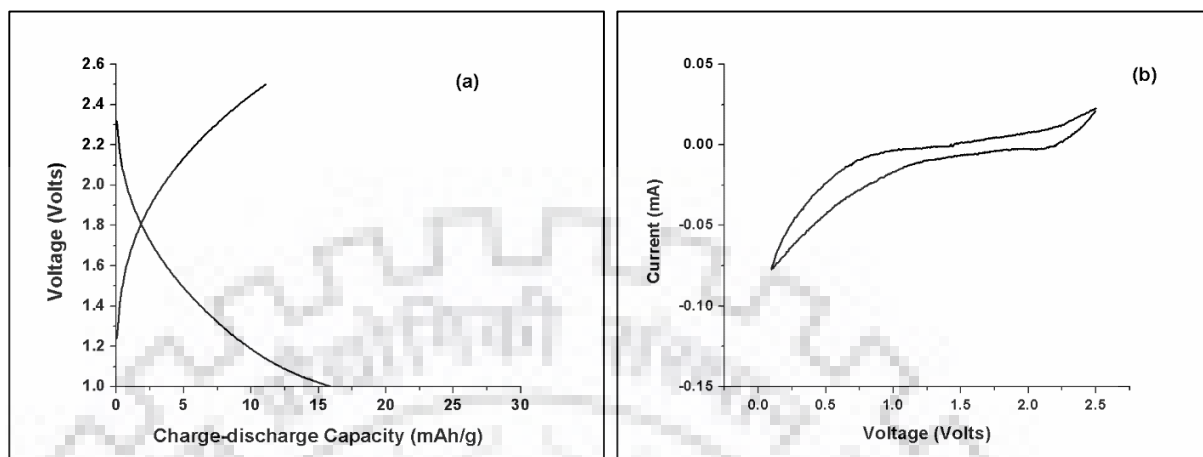 (a)
2.6
2.4
2.2
2.0
1.8
1.6
1.4
1.2
1.0
Voltage (Volts)
0 5 10 15 20 25 30
Charge-discharge Capacity (mAh/g)
(b)
0.05
0.00
-0.05
-0.10
-0.15
Current (mA)
0.0 0.5 1.0 1.5 2.0 2.5
Voltage (Volts)